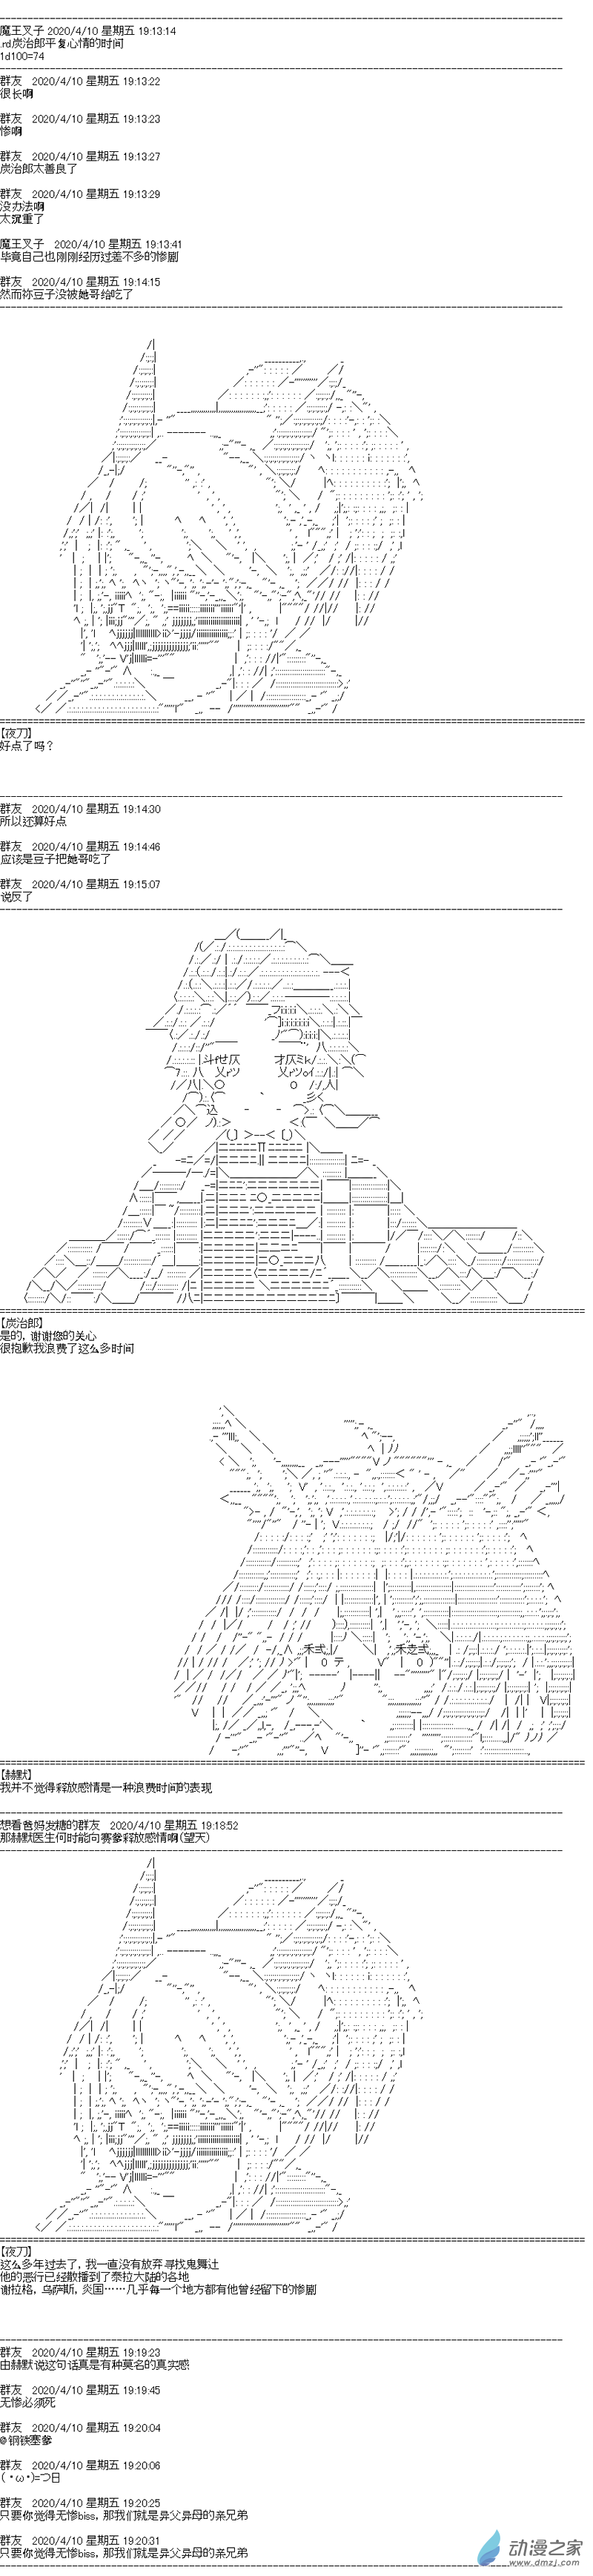 魔王叉子 2020/4/10 星期五 19:13:14
.rd炭治郎平复心情的时间
1d100=74
群友 2020/4/10 星期五 19:13:22
很长啊
群友 2020/4/10 星期五 19:13:23
惨啊
群友 2020/4/10 星期五 19:13:27
炭治郎太善良了
群友 2020/4/10 星期五 19:13:29
没办法啊
太沉重了
魔王叉子 2020/4/10 星期五 19:13:41
毕竟自己也刚刚经历过差不多的惨剧
群友 2020/4/10 星期五 19:14:15
然而祢豆子没被她哥给吃了
【夜刀】
好点了吗？
群友 2020/4/10 星期五 19:14:30
所以还算好点
群友 2020/4/10 星期五 19:14:46
应该是豆子把她哥吃了
群友 2020/4/10 星期五 19:15:07
说反了
【炭治郎】
是的，谢谢您的关心
很抱歉我浪费了这么多时间
【赫默】
我并不觉得释放感情是一种浪费时间的表现
想看爸妈发糖的群友 2020/4/10 星期五 19:18:52
那赫默医生何时能向赛爹释放感情啊(望天)
【夜刀】
这么多年过去了，我一直没有放弃寻找鬼舞辻
他的恶行已经散播到了泰拉大陆的各地
谢拉格，乌萨斯，炎国……几乎每一个地方都有他曾经留下的惨剧
群友 2020/4/10 星期五 19:19:23
由赫默说这句话真是有种莫名的真实感
群友 2020/4/10 星期五 19:19:45
无惨必须死
群友 2020/4/10 星期五 19:20:04
@钢铁塞爹
群友 2020/4/10 星期五 19:20:06
(・ω・)=つ日
群友 2020/4/10 星期五 19:20:25
只要你觉得无惨biss，那我们就是异父异母的亲兄弟
群友 2020/4/10 星期五 19:20:31
只要你觉得无惨biss，那我们就是异父异母的亲兄弟
动漫之家
www.dmzj.com